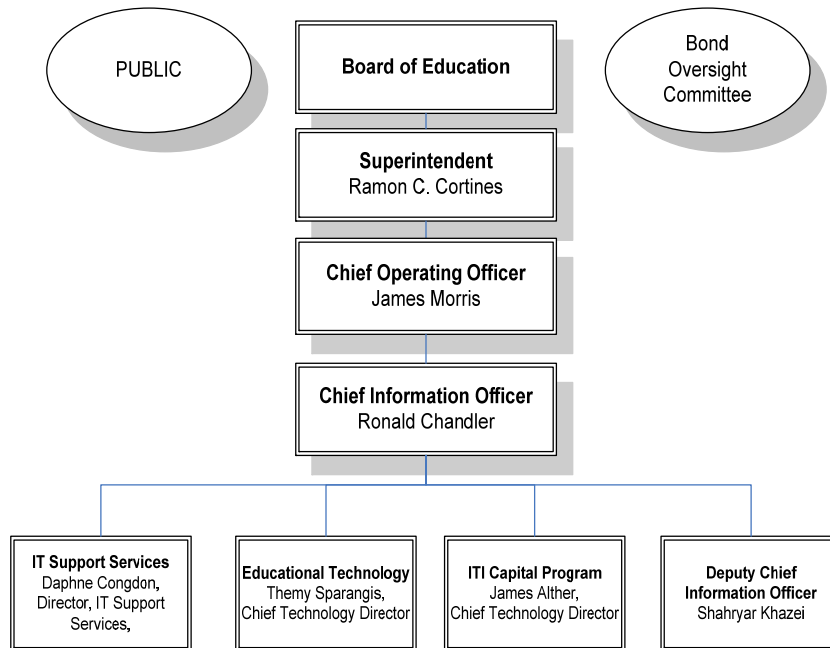 PUBLIC
Board of Education
Bond
Oversight
Committee
Superintendent
Ramon C. Cortines
Chief Operating Officer
James Morris
Chief Information Officer
Ronald Chandler
IT Support Services
Daphne Congdon,
Director, IT Support
Services,
Educational Technology
Themy Sparangis,
Chief Technology Director
ITI Capital Program
James Alther,
Chief Technology Director
Deputy Chief
Information Officer
Shahryar Khazei